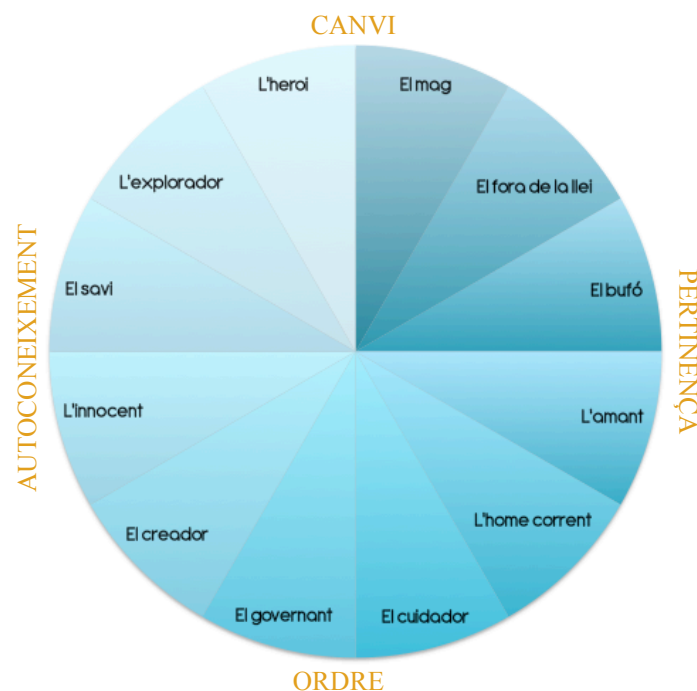 CANVI
L'heroi
El mag
L'explorador
El fora de la llei
El savi
El bufó
AUTOCONEIXEMENT
PERTINENÇA
L'innocent
L'amant
El creador
L'home corrent
El governant
El cuidador
ORDRE